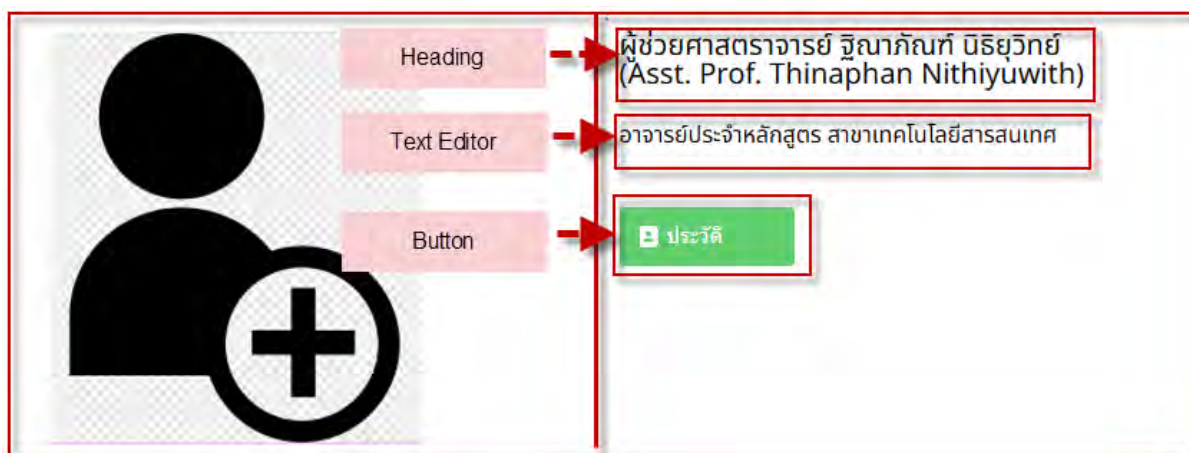 Heading
ผู้ช่วยศาสตราจารย์ ฐิณาภัณฑ์ นิธิยุวิทย์
(Asst. Prof. Thinaphan Nithiyuwith)
Text Editor
อาจารย์ประจำหลักสูตร สาขาเทคโนโลยีสารสนเทศ
Button
ประวัติ